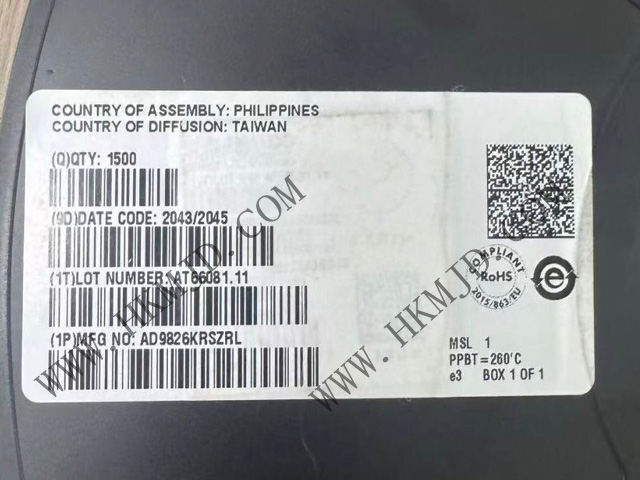 COUNTRY OF ASSEMBLY: PHILIPPINES
COUNTRY OF DIFFUSION: TAIWAN
(Q)QTY: 1500
(9D)DATE CODE: 2043/2045
(1T)LOT NUMBER: AT66081.11
(1P)MFG NO: AD9826KRSZRL
COMPLIANT
RoHS
2015/863/EU
e
MSL 1
PPBT=260'C
e3 BOX 1 OF 1
WWW.HKMJD.COM
WWW.HKMJD.